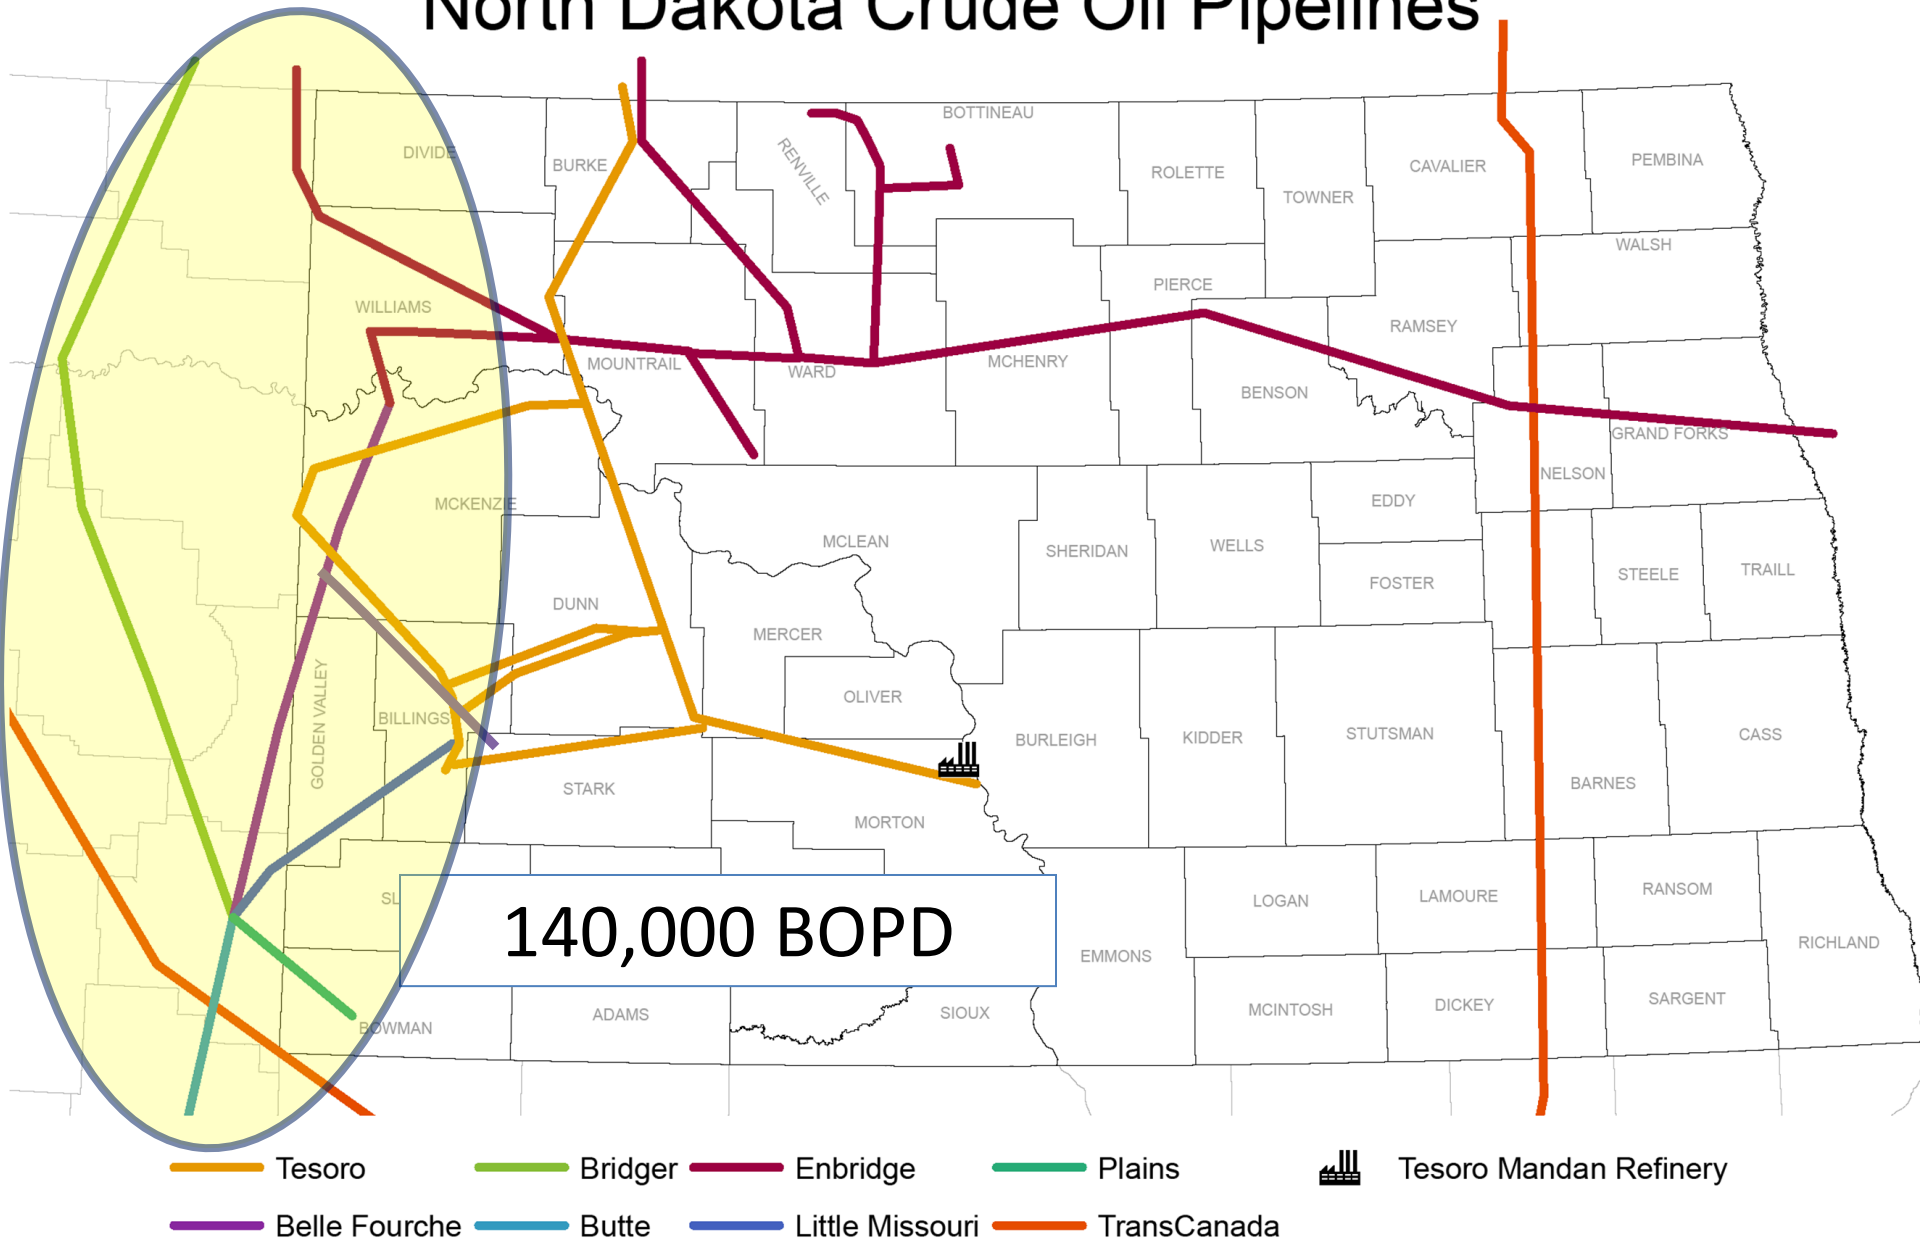 North Dakota Crude Oil Pipelines
BOTTINEAU
DIVIDE
BURKE
RENVILLE
ROLETTE
TOWNER
CAVALIER
PEMBINA
WALSH
WILLIAMS
PIERCE
RAMSEY
MOUNTRAIL
WARD
MCHENRY
BENSON
GRAND FORKS
NELSON
MCKENZIE
EDDY
MCLEAN
SHERIDAN
WELLS
FOSTER
STEELE
TRAILL
DUNN
MERCER
OLIVER
GOLDEN VALLEY
BILLINGS
BURLEIGH
KIDDER
STUTSMAN
CASS
BARNES
STARK
MORTON
SL
140,000 BOPD
LOGAN
LAMOURE
RANSOM
RICHLAND
EMMONS
BOWMAN
ADAMS
SIOUX
MCINTOSH
DICKEY
SARGENT
Tesoro
Bridger
Enbridge
Plains
Tesoro Mandan Refinery
Belle Fourche
Butte
Little Missouri
TransCanada